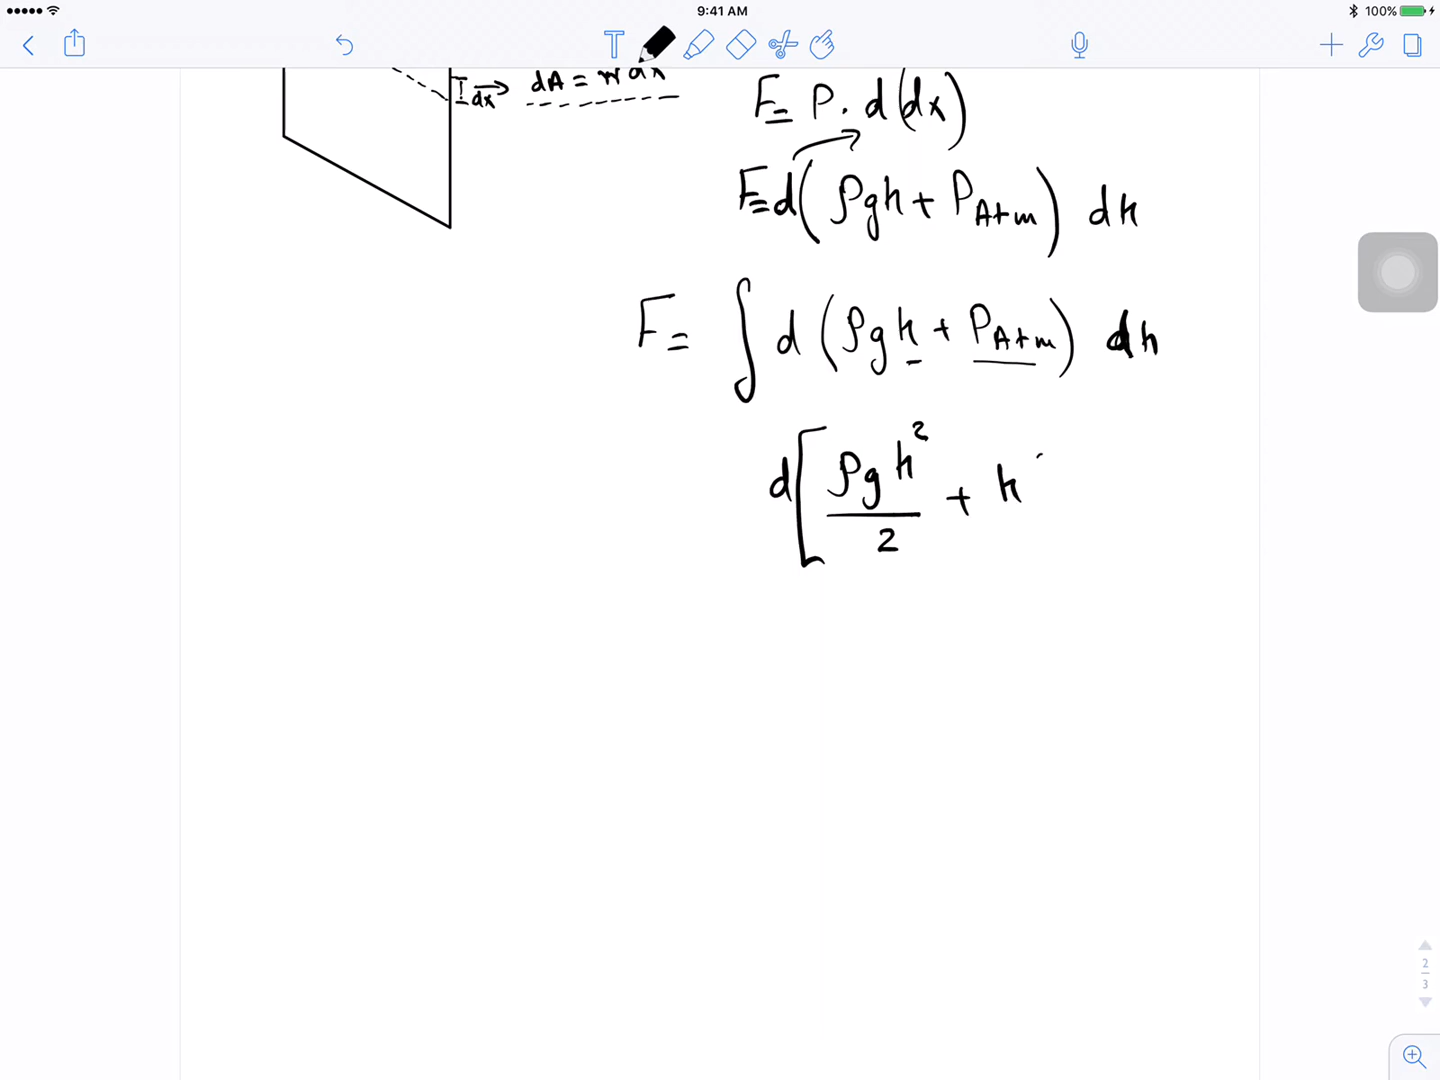 9:41 AM
100%
T
dx dA = w dx
F = P. d(dx)
F = d(ρgh + P_Atm) dh
F = ∫ d (ρgh + P_Atm) dh
d[ρgh²/2 + h
2
3